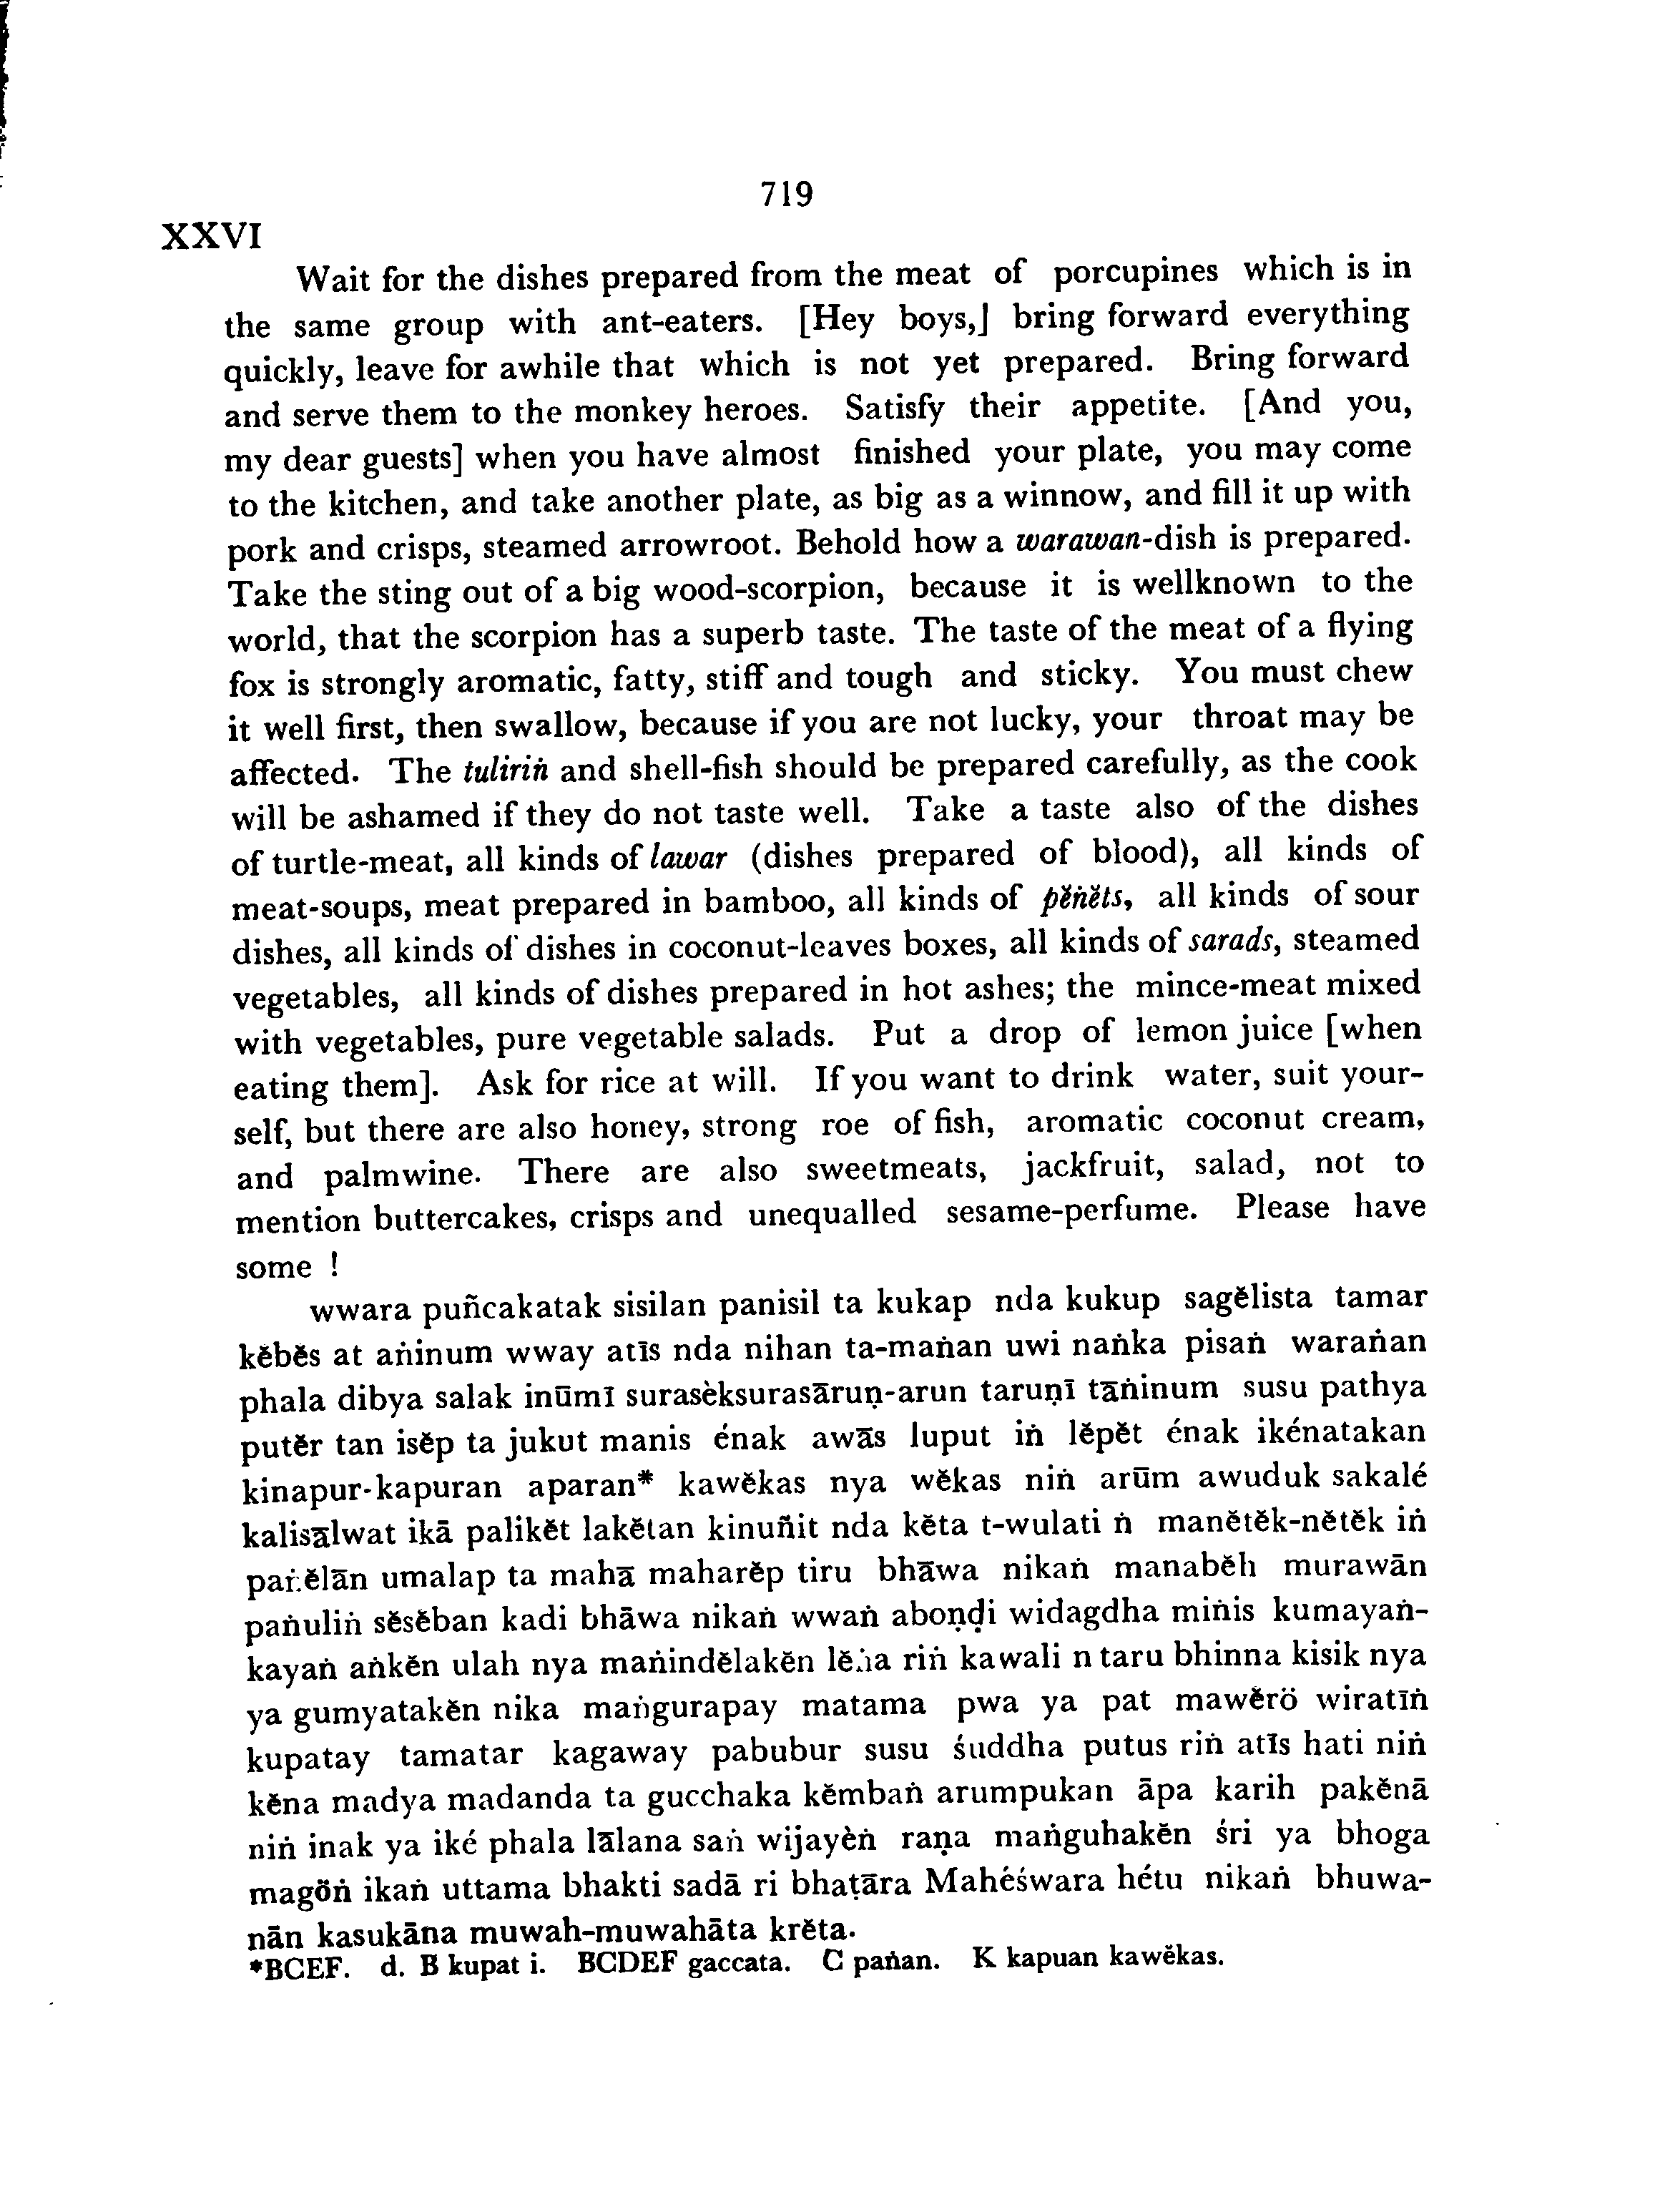 719
XXVI
Wait for the dishes prepared from the meat of porcupines which is in
the same group with ant-eaters. [Hey boys,] bring forward everything
quickly, leave for awhile that which is not yet prepared. Bring forward
and serve them to the monkey heroes. Satisfy their appetite. [And you,
my dear guests] when you have almost finished your plate, you may come
to the kitchen, and take another plate, as big as a winnow, and fill it up with
pork and crisps, steamed arrowroot. Behold how a warawan-dish is prepared.
Take the sting out of a big wood-scorpion, because it is wellknown to the
world, that the scorpion has a superb taste. The taste of the meat of a flying
fox is strongly aromatic, fatty, stiff and tough and sticky. You must chew
it well first, then swallow, because if you are not lucky, your throat may be
affected. The tuliriṅ and shell-fish should be prepared carefully, as the cook
will be ashamed if they do not taste well. Take a taste also of the dishes
of turtle-meat, all kinds of lawar (dishes prepared of blood), all kinds of
meat-soups, meat prepared in bamboo, all kinds of pĕṅĕts, all kinds of sour
dishes, all kinds of dishes in coconut-leaves boxes, all kinds of sarads, steamed
vegetables, all kinds of dishes prepared in hot ashes; the mince-meat mixed
with vegetables, pure vegetable salads. Put a drop of lemon juice [when
eating them]. Ask for rice at will. If you want to drink water, suit your-
self, but there are also honey, strong roe of fish, aromatic coconut cream,
and palmwine. There are also sweetmeats, jackfruit, salad, not to
mention buttercakes, crisps and unequalled sesame-perfume. Please have
some !
wwara puñcakatak sisilan panisil ta kukap nda kukup sagĕlista tamar
kĕbĕs at aṅinum wway atīs nda nihan ta-maṅan uwi naṅka pisaṅ waraṅan
phala dibya salak inūmī surasèksurasāruṇ-arun taruṇī tāṅinum susu pathya
putĕr tan isĕp ta jukut manis énak awās luput iṅ lĕpĕt énak ikénatakan
kinapur-kapuran aparan* kawĕkas nya wĕkas niṅ arūm awuduk sakalé
kalisālwat ikā palikĕt lakĕtan kinuñit nda kĕta t-wulati ṅ manĕtĕk-nĕtĕk iṅ
paṅĕlān umalap ta mahā maharĕp tiru bhāwa nikaṅ manabĕh murawān
paṅuliṅ sĕsĕban kadi bhāwa nikaṅ wwaṅ aboṇḍi widagdha miṅis kumayaṅ-
kayaṅ aṅkĕn ulah nya maṅindĕlakĕn lĕṅa riṅ kawali n taru bhinna kisik nya
ya gumyatakĕn nika maṅgurapay matama pwa ya pat mawĕrö wiratīṅ
kupatay tamatar kagaway pabubur susu śuddha putus riṅ atīs hati niṅ
kĕna madya madanda ta gucchaka kĕmbaṅ arumpukan āpa karih pakĕnā
niṅ inak ya iké phala lālana saṅ wijayèṅ raṇa maṅguhakĕn śri ya bhoga
magöṅ ikaṅ uttama bhakti sadā ri bhaṭāra Mahéśwara hétu nikaṅ bhuwa-
nān kasukāna muwah-muwahāta krĕta.
*BCEF. d. B kupat i. BCDEF gaccata. C paṅan. K kapuan kawĕkas.